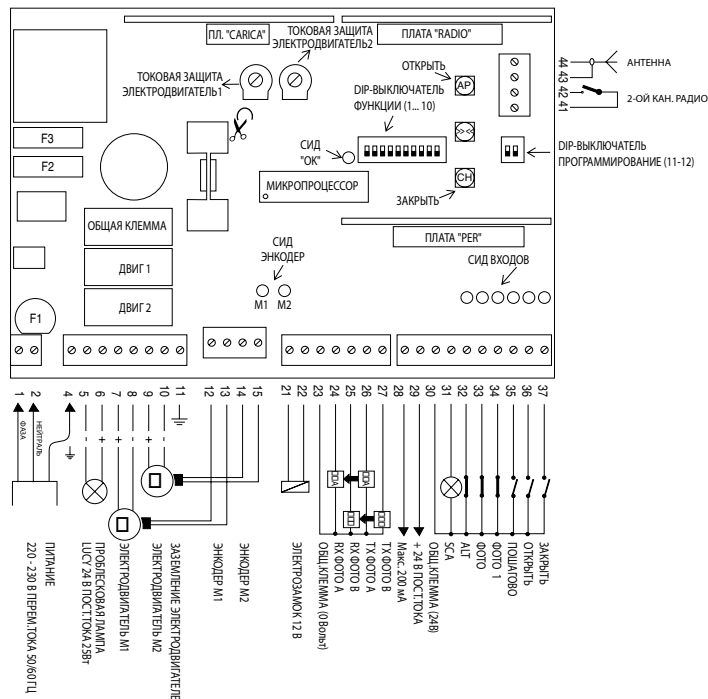 ПЛ. "CARICA"
ТОКОВАЯ ЗАЩИТА
ЭЛЕКТРОДВИГАТЕЛЬ2
ПЛАТА "RADIO"
ТОКОВАЯ ЗАЩИТА
ЭЛЕКТРОДВИГАТЕЛЬ1
ОТКРЫТЬ
AP
DIP-ВЫКЛЮЧАТЕЛЬ
ФУНКЦИИ (1... 10)
44
43
42
41
АНТЕННА
2-ОЙ КАН. РАДИО
F3
F2
СИД
"OK"
>> <<
DIP-ВЫКЛЮЧАТЕЛЬ
ПРОГРАММИРОВАНИЕ (11-12)
МИКРОПРОЦЕССОР
CH
ЗАКРЫТЬ
ОБЩАЯ КЛЕММА
ДВИГ 1
ДВИГ 2
ПЛАТА "PER"
СИД
ЭНКОДЕР
M1 M2
СИД ВХОДОВ
F1
1 2 4 5 6 7 8 9 10 11 12 13 14 15 21 22 23 24 25 26 27 28 29 30 31 32 33 34 35 36 37
ФАЗА
НЕЙТРАЛЬ
- + + - + -
ПИТАНИЕ
220 - 230 В ПЕРЕМ.ТОКА 50/60 ГЦ
ПРОБЛЕСКОВАЯ ЛАМПА
LUCY 24 В ПОСТ.ТОКА 25Вт
ЭЛЕКТРОДВИГАТЕЛЬ M1
ЭЛЕКТРОДВИГАТЕЛЬ M2
ЗАЗЕМЛЕНИЕ ЭЛЕКТРОДВИГАТЕЛЕ
ЭНКОДЕР M1
ЭНКОДЕР M2
ЭЛЕКТРОЗАМОК 12 В
ОБЩ.КЛЕММА (0 Вольт)
RX ФОТО A
RX ФОТО B
TX ФОТО A
TX ФОТО B
Макс. 200 мА
+ 24 В ПОСТ.ТОКА
ОБЩ.КЛЕММА (24В)
SCA
ALT
ФОТО
ФОТО 1
ПОШАГОВО
ОТКРЫТЬ
ЗАКРЫТЬ